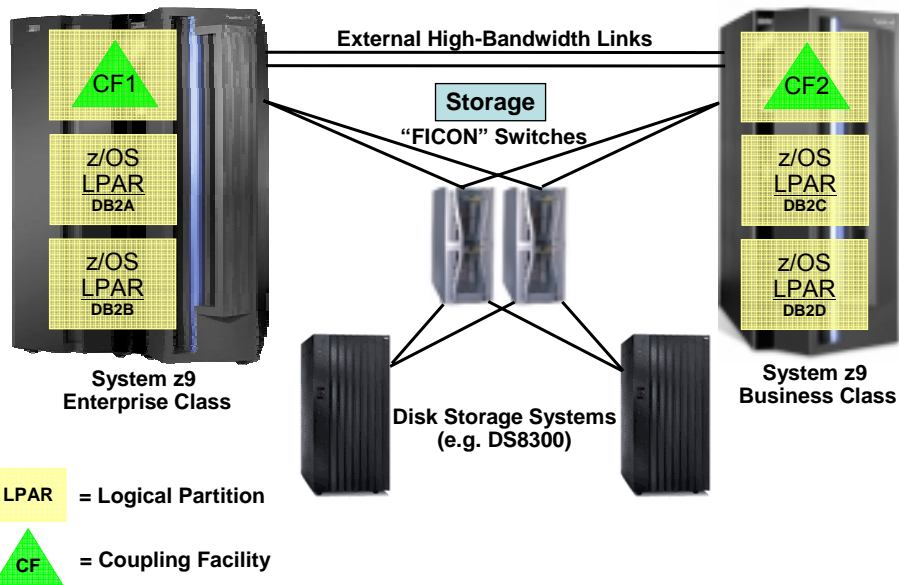 External High-Bandwidth Links
CF1
CF2
Storage
“FICON” Switches
z/OS
LPAR
DB2A
z/OS
LPAR
DB2C
z/OS
LPAR
DB2B
z/OS
LPAR
DB2D
System z9
Enterprise Class
System z9
Business Class
Disk Storage Systems
(e.g. DS8300)
LPAR = Logical Partition
CF = Coupling Facility